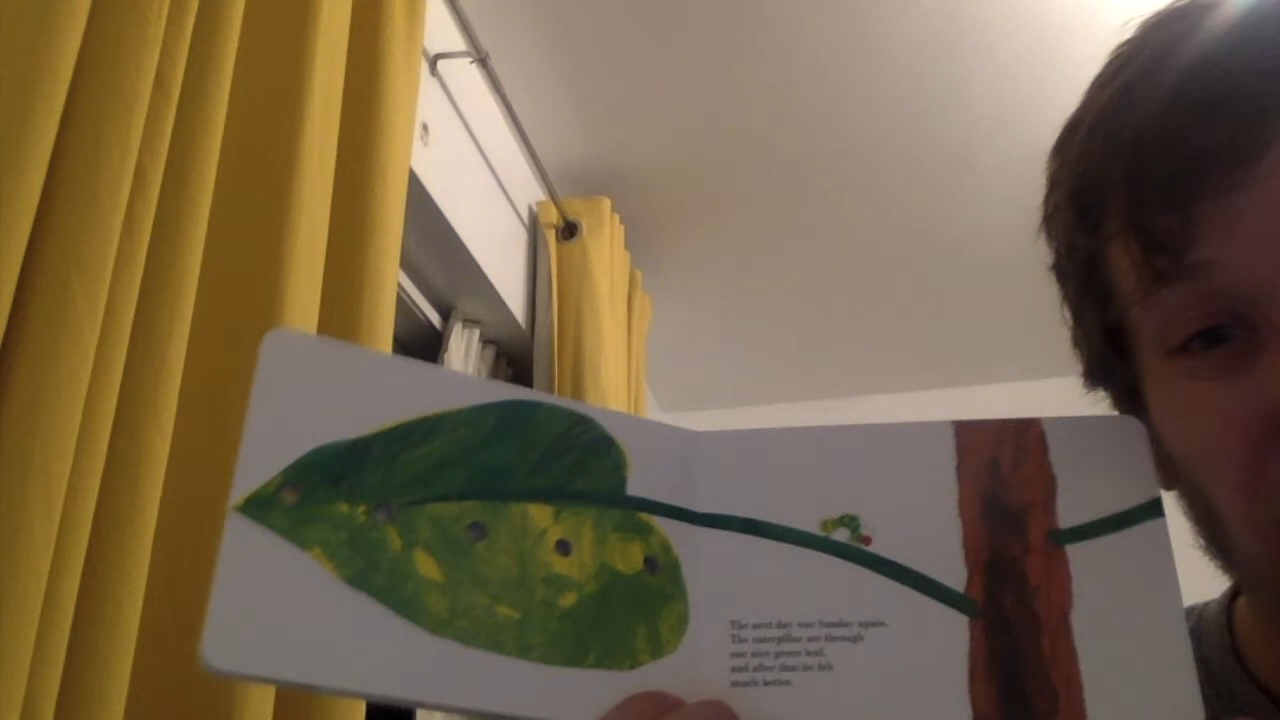 The next day was Sunday again.
The caterpillar ate through
one nice green leaf,
and after that he felt
much better.